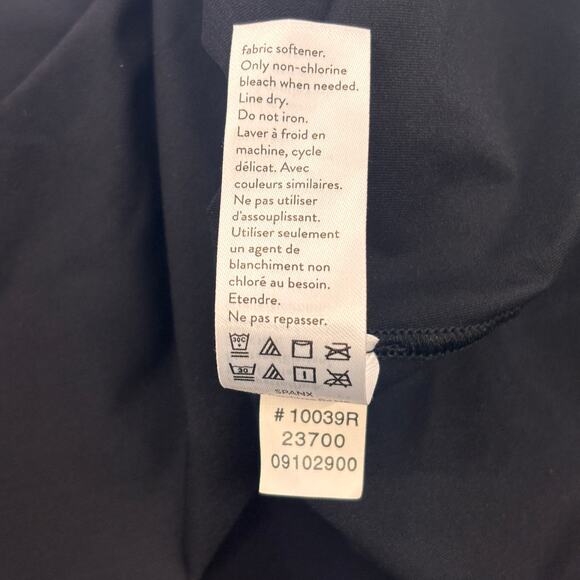 fabric softener.
Only non-chlorine
bleach when needed.
Line dry.
Do not iron.
Laver à froid en
machine, cycle
délicat. Avec
couleurs similaires.
Ne pas utiliser
d'assouplissant.
Utiliser seulement
un agent de
blanchiment non
chloré au besoin.
Etendre.
Ne pas repasser.
30C
30
SPANX
# 10039R
23700
09102900